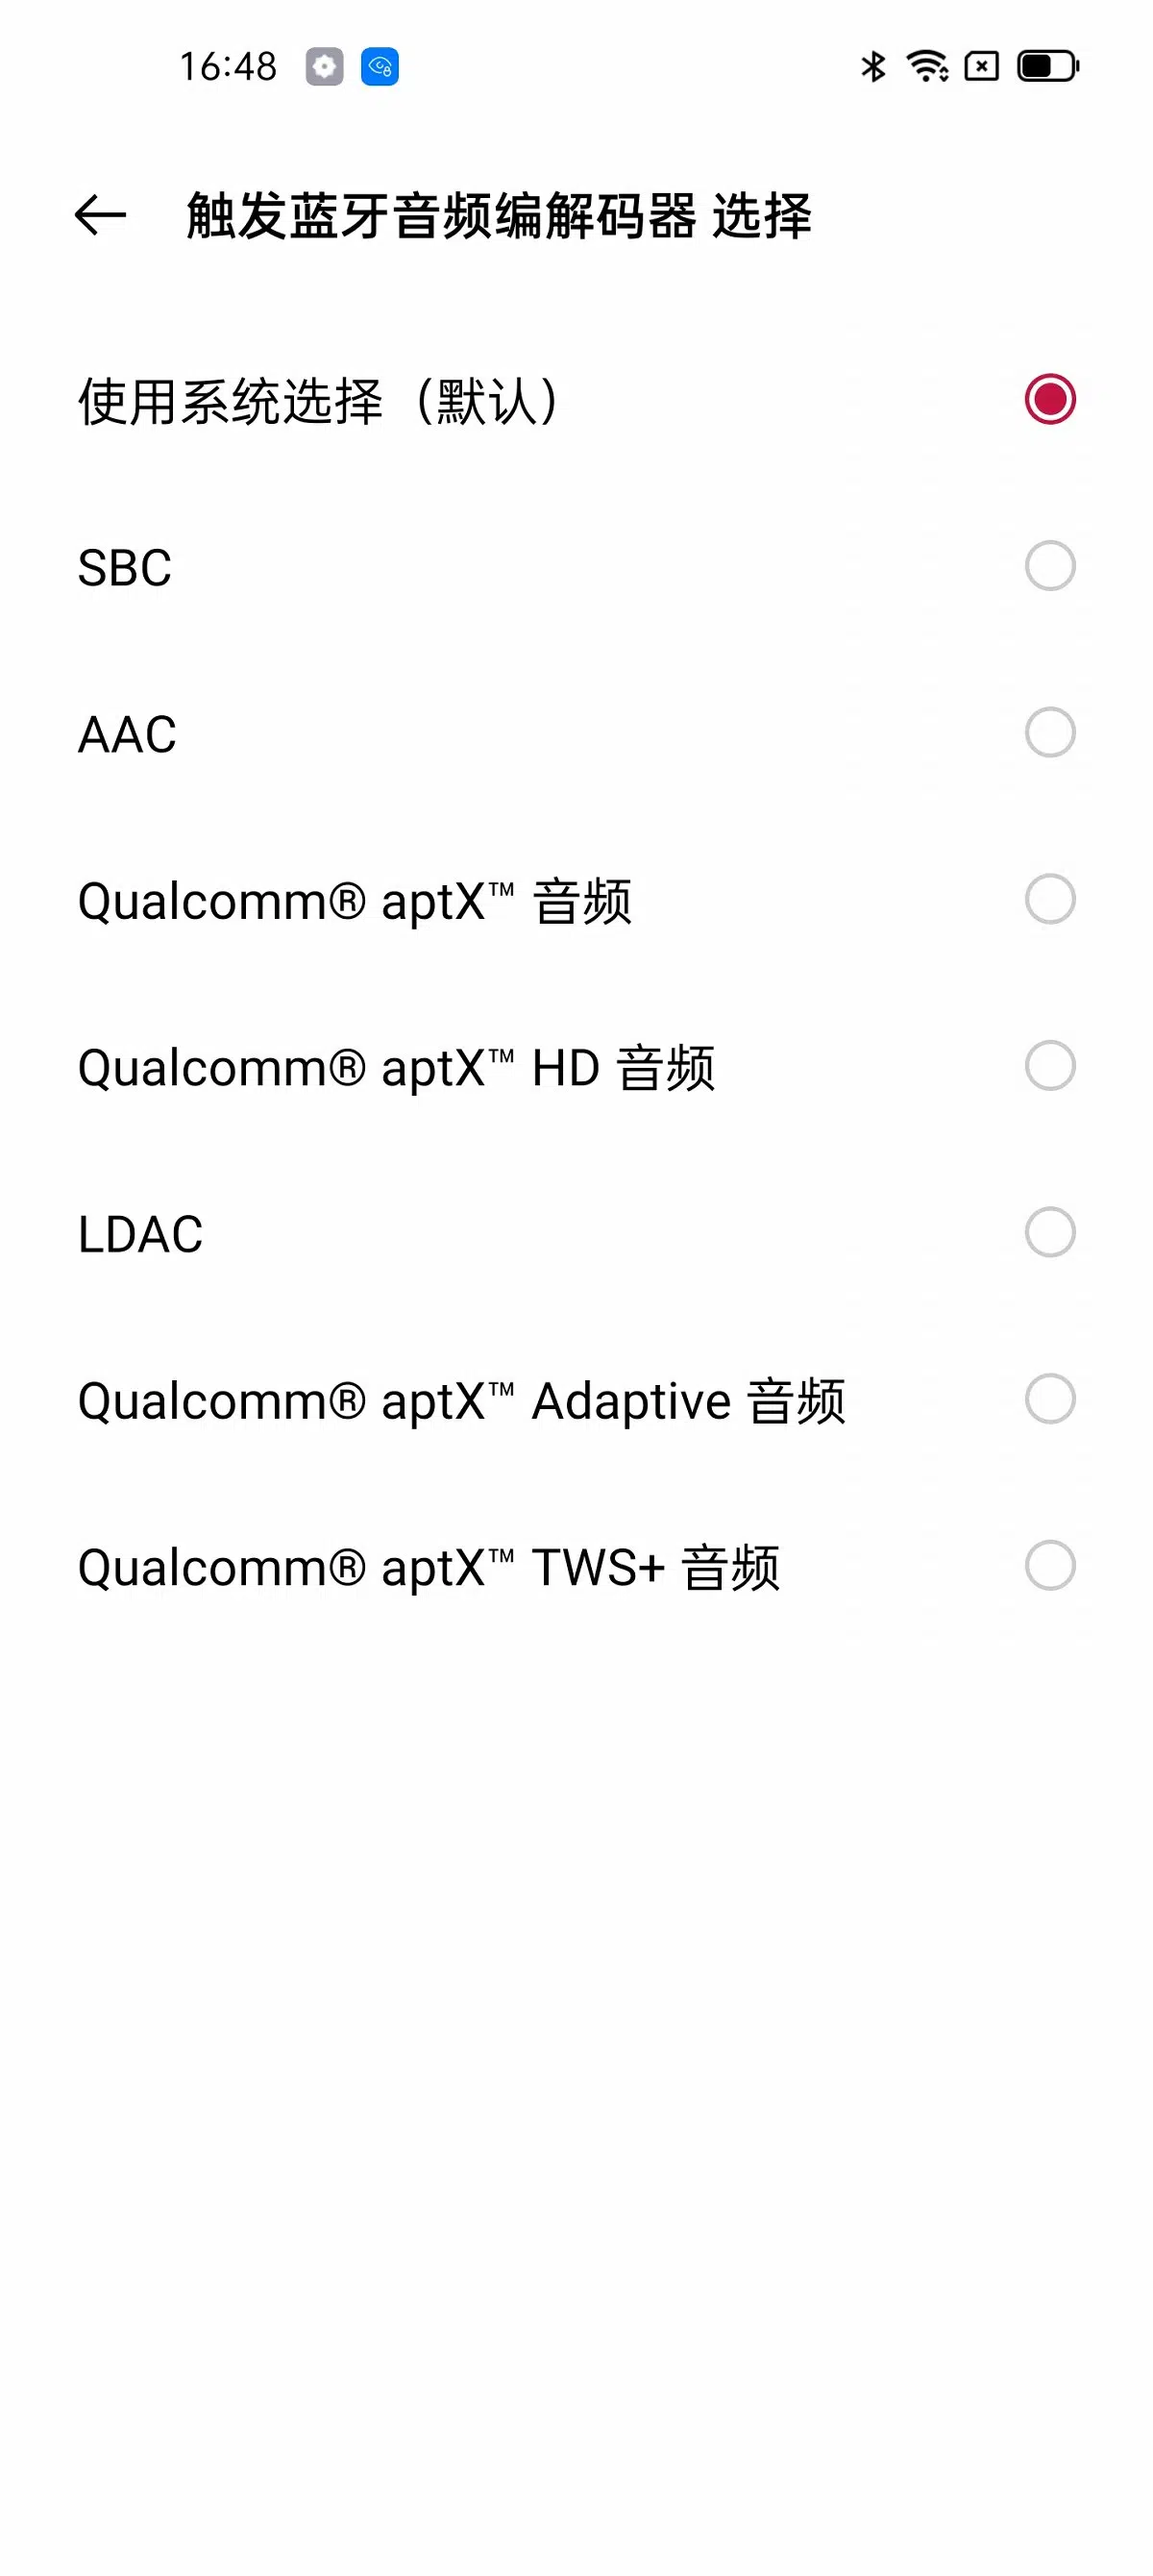 16:48
触发蓝牙音频编解码器 选择
使用系统选择（默认）
SBC
AAC
Qualcomm® aptX™ 音频
Qualcomm® aptX™ HD 音频
LDAC
Qualcomm® aptX™ Adaptive 音频
Qualcomm® aptX™ TWS+ 音频